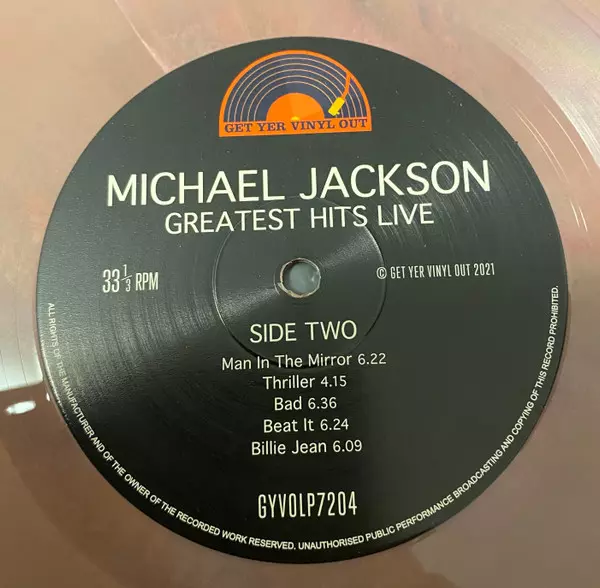 GET YER VINYL OUT
MICHAEL JACKSON
GREATEST HITS LIVE
33 1/3 RPM
© GET YER VINYL OUT 2021
SIDE TWO
Man In The Mirror 6.22
Thriller 4.15
Bad 6.36
Beat It 6.24
Billie Jean 6.09
GYVOLP7204
ALL RIGHTS OF THE MANUFACTURER AND OF THE OWNER OF THE RECORDED WORK RESERVED, UNAUTHORISED PUBLIC PERFORMANCE BROADCASTING AND COPYING OF THIS RECORD PROHIBITED.